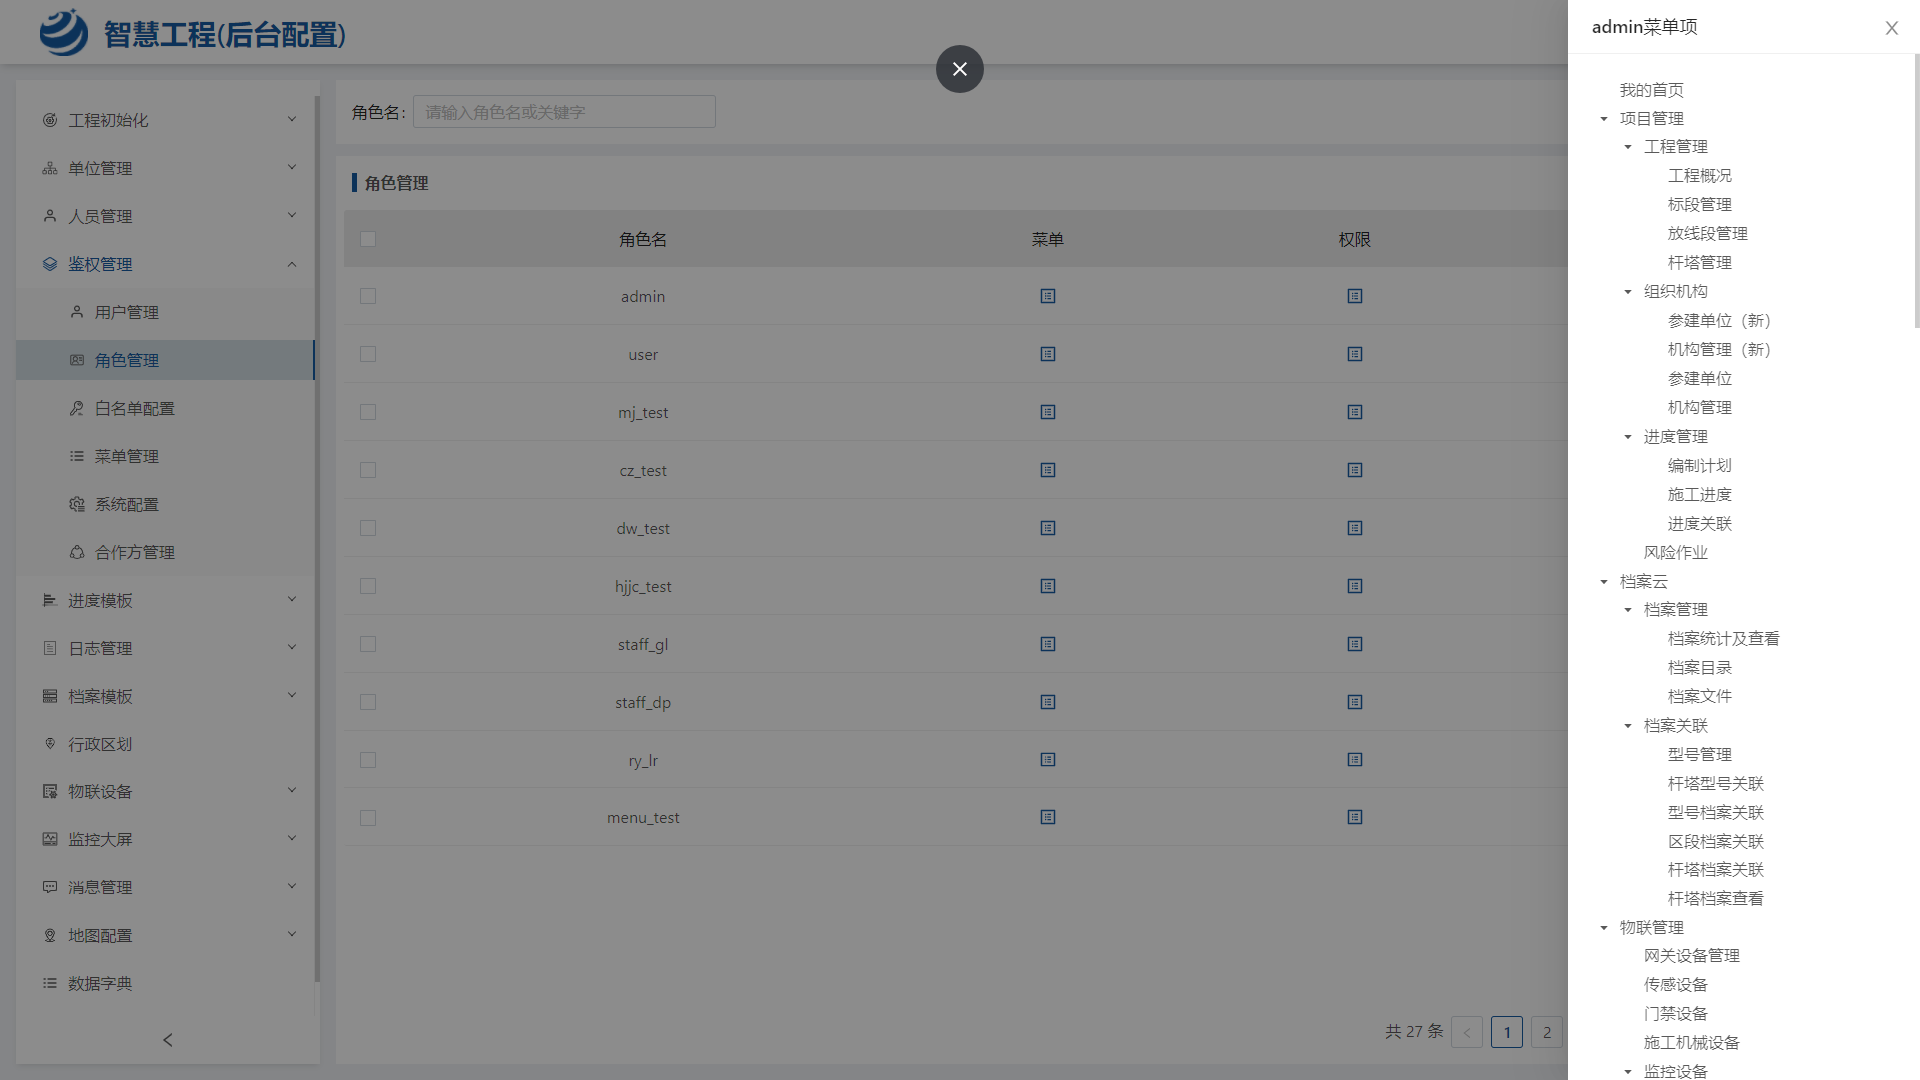 智慧工程(后台配置)
工程初始化
单位管理
人员管理
鉴权管理
用户管理
角色管理
白名单配置
菜单管理
系统配置
合作方管理
进度模板
日志管理
档案模板
行政区划
物联设备
监控大屏
消息管理
地图配置
数据字典
角色名: 请输入角色名或关键字
角色管理
角色名 菜单 权限
admin
user
mj_test
cz_test
dw_test
hjjc_test
staff_gl
staff_dp
ry_lr
menu_test
共 27 条 < 1 2
admin菜单项
我的首页
项目管理
工程管理
工程概况
标段管理
放线段管理
杆塔管理
组织机构
参建单位（新）
机构管理（新）
参建单位
机构管理
进度管理
编制计划
施工进度
进度关联
风险作业
档案云
档案管理
档案统计及查看
档案目录
档案文件
档案关联
型号管理
杆塔型号关联
型号档案关联
区段档案关联
杆塔档案关联
杆塔档案查看
物联管理
网关设备管理
传感设备
门禁设备
施工机械设备
监控设备